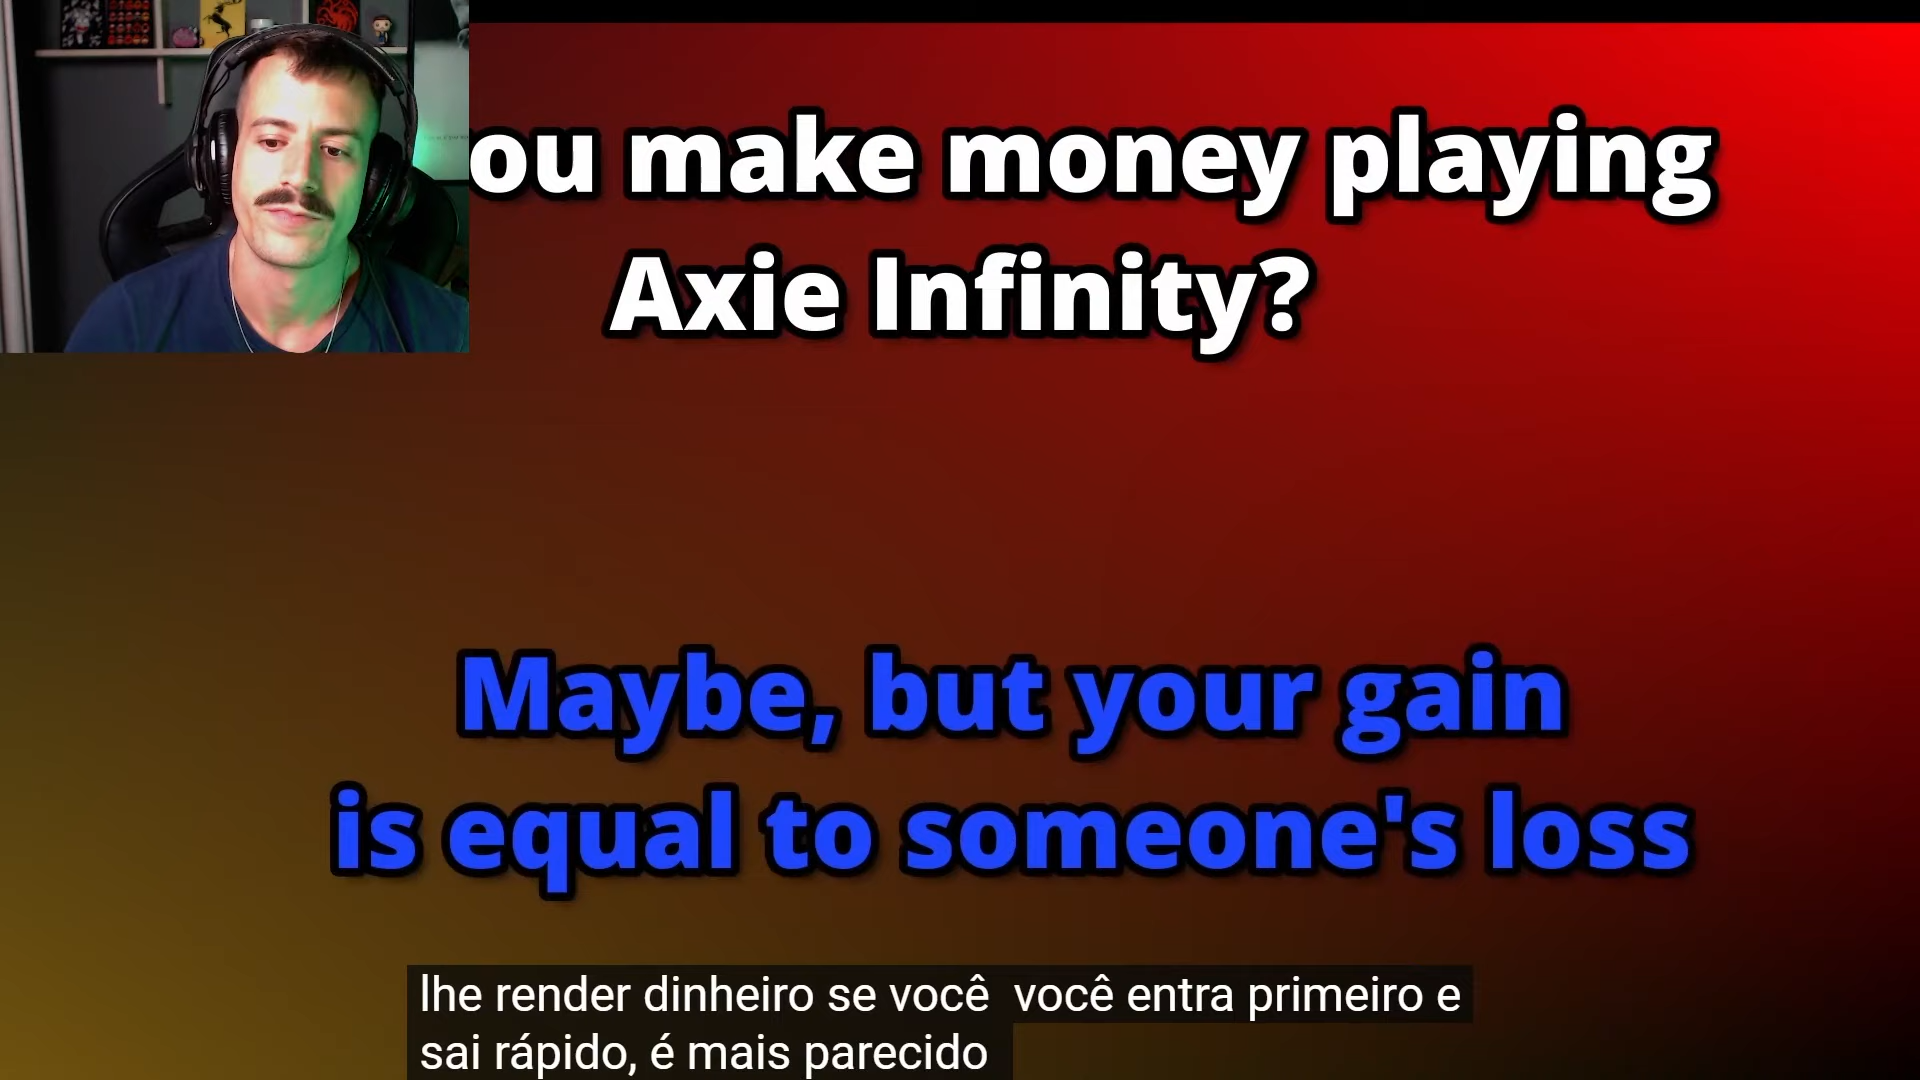 ou make money playing
Axie Infinity?
Maybe, but your gain
is equal to someone's loss
lhe render dinheiro se você você entra primeiro e
sai rápido, é mais parecido